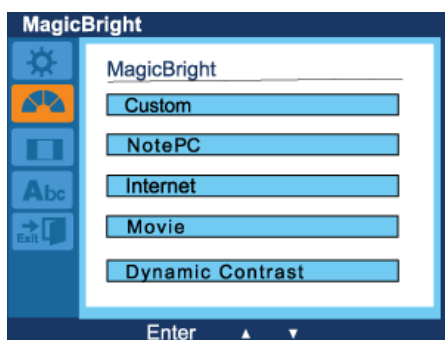 MagicBright
MagicBright
Custom
NotePC
Internet
Movie
Dynamic Contrast
Abc
Exit
Enter ▲ ▼